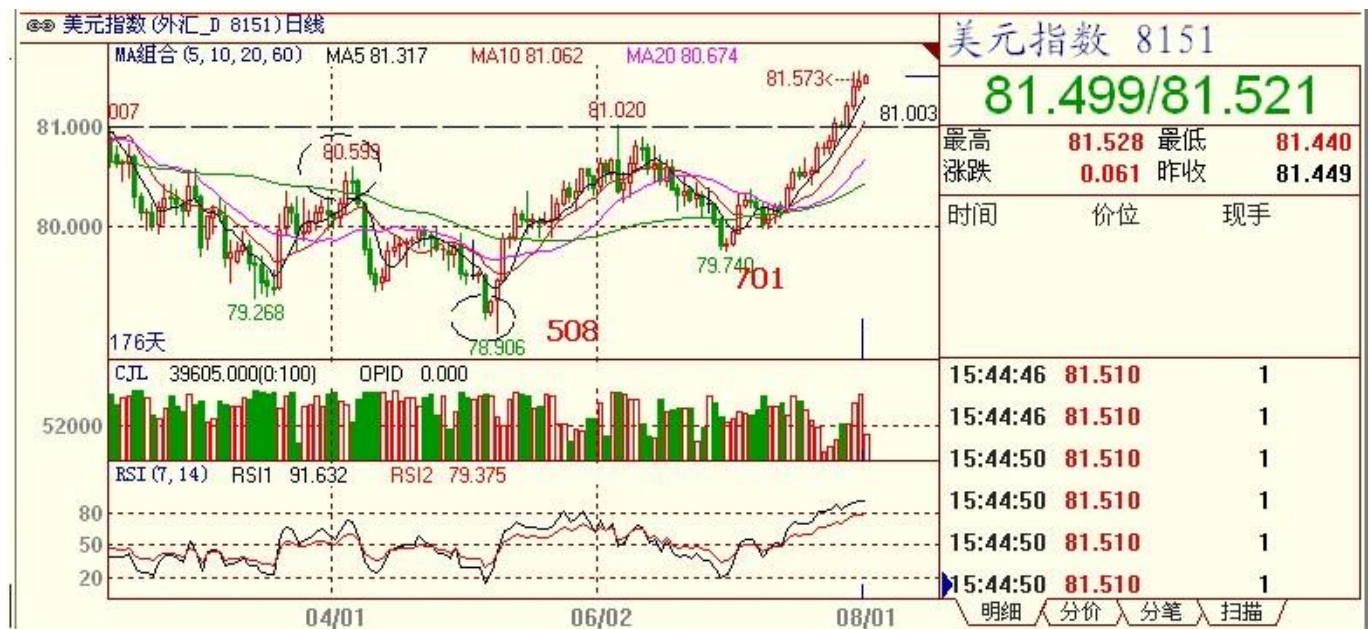 美元指数(外汇_D 8151)日线
MA组合(5,10,20,60) MA5 81.317 MA10 81.062 MA20 80.674
81.573<---
007
81.020
81.003
81.000
80.599
80.000
79.740
701
79.268
508
78.906
176天
CJL 39605.000(0:100) OPID 0.000
52000
RSI(7,14) RSI1 91.632 RSI2 79.375
80
50
20
04/01 06/02 08/01
美元指数 8151
81.499/81.521
最高 81.528 最低 81.440
涨跌 0.061 昨收 81.449
时间 价位 现手
15:44:46 81.510 1
15:44:46 81.510 1
15:44:50 81.510 1
15:44:50 81.510 1
15:44:50 81.510 1
15:44:50 81.510 1
明细 分价 分笔 扫描